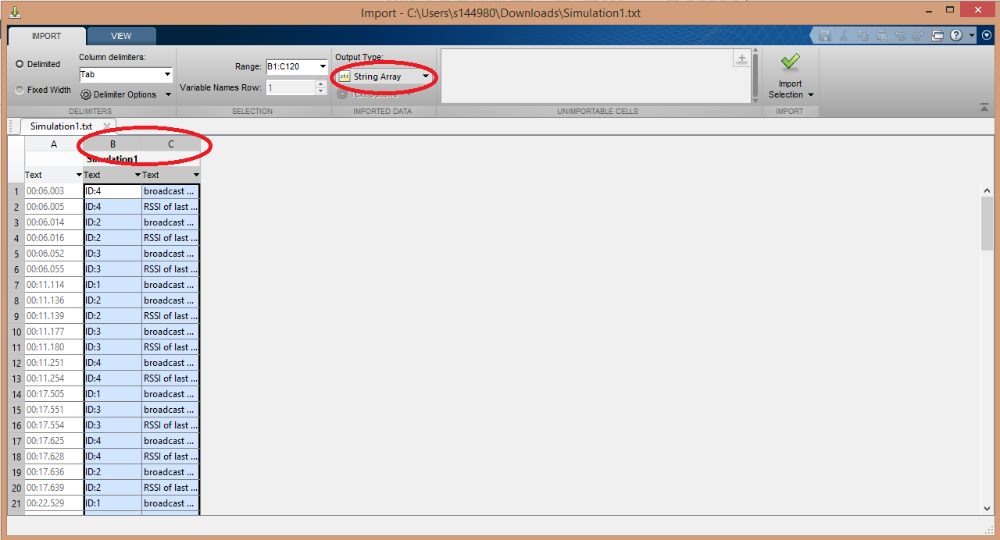 Import - C:\Users\s144980\Downloads\Simulation1.txt
IMPORT VIEW
Delimited
Fixed Width
Column delimiters:
Tab
Delimiter Options
DELIMITERS
Range: B1:C120
Variable Names Row: 1
SELECTION
Output Type:
str String Array
Text Options
IMPORTED DATA
UNIMPORTABLE CELLS
Import
Selection
IMPORT
Simulation1.txt
A B C
Simulation1
Text Text Text
1 00:06.003 ID:4 broadcast ...
2 00:06.005 ID:4 RSSI of last ...
3 00:06.014 ID:2 broadcast ...
4 00:06.016 ID:2 RSSI of last ...
5 00:06.052 ID:3 broadcast ...
6 00:06.055 ID:3 RSSI of last ...
7 00:11.114 ID:1 broadcast ...
8 00:11.136 ID:2 broadcast ...
9 00:11.139 ID:2 RSSI of last ...
10 00:11.177 ID:3 broadcast ...
11 00:11.180 ID:3 RSSI of last ...
12 00:11.251 ID:4 broadcast ...
13 00:11.254 ID:4 RSSI of last ...
14 00:17.505 ID:1 broadcast ...
15 00:17.551 ID:3 broadcast ...
16 00:17.554 ID:3 RSSI of last ...
17 00:17.625 ID:4 broadcast ...
18 00:17.628 ID:4 RSSI of last ...
19 00:17.636 ID:2 broadcast ...
20 00:17.639 ID:2 RSSI of last ...
21 00:22.529 ID:1 broadcast ...